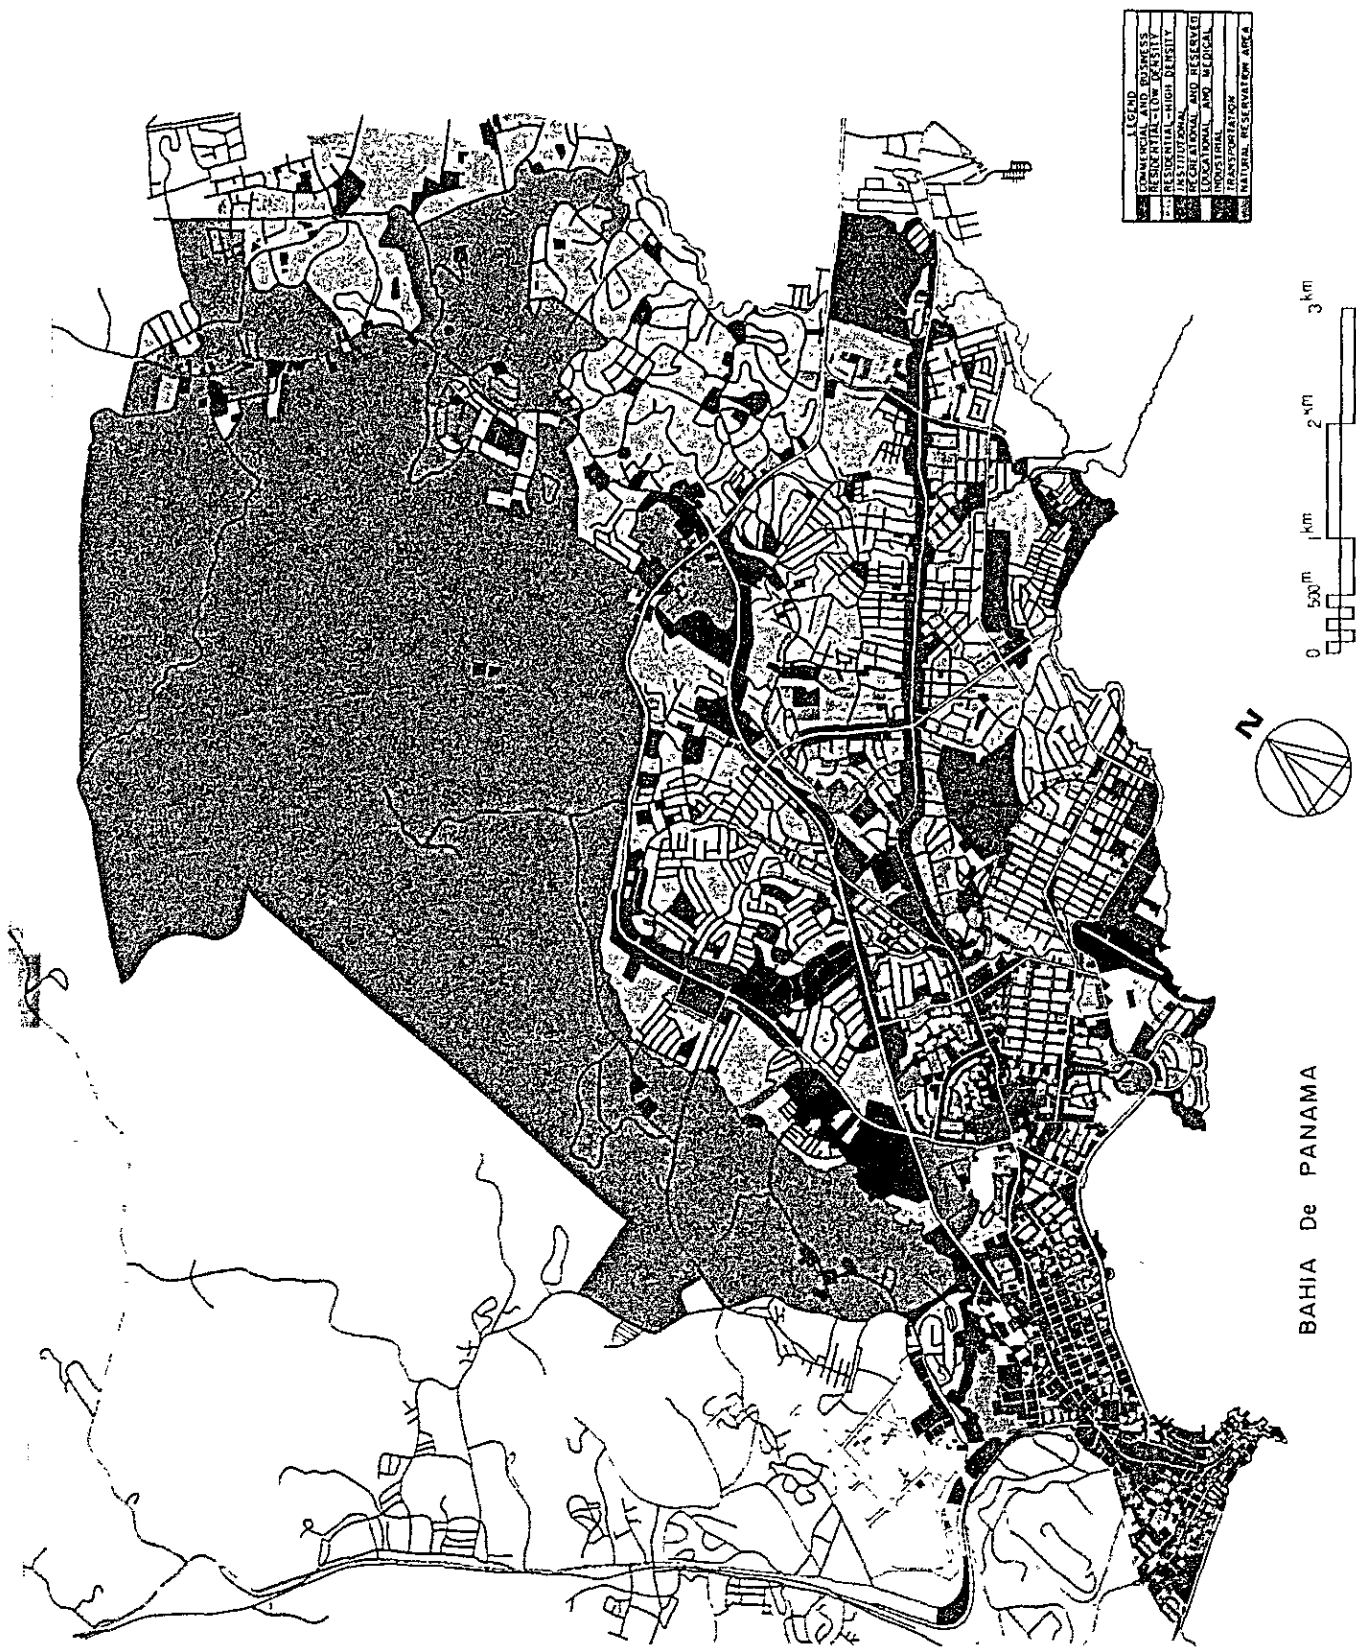 LEGEND
COMMERCIAL AND BUSINESS
RESIDENTIAL-LOW DENSITY
RESIDENTIAL-HIGH DENSITY
INSTITUTIONAL
RECREATIONAL AND RESERVED
EDUCATIONAL AND MEDICAL
INDUSTRIAL
TRANSPORTATION
NATURAL RESERVATION AREA
0 500m 1km 2km 3km
N
BAHIA De PANAMA